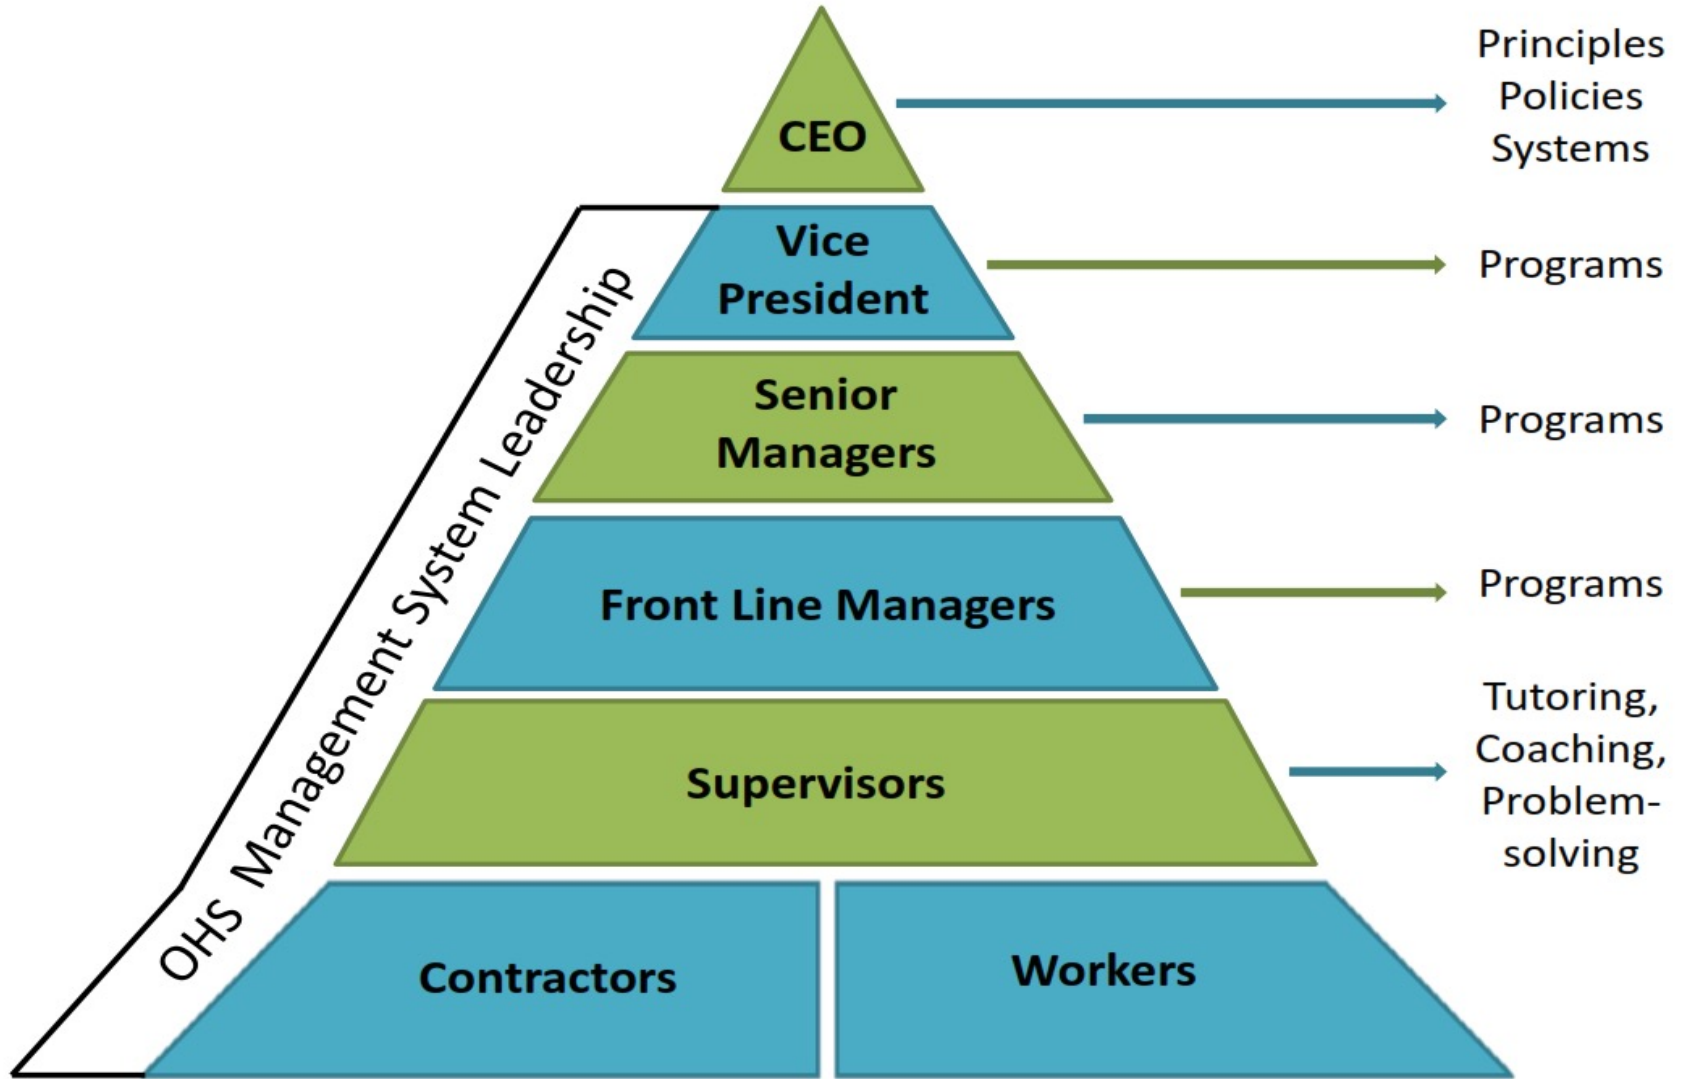 CEO
Principles
Policies
Systems
Vice
President
Programs
Senior
Managers
Programs
Front Line Managers
Programs
Supervisors
Tutoring,
Coaching,
Problem-
solving
Contractors
Workers
OHS Management System Leadership